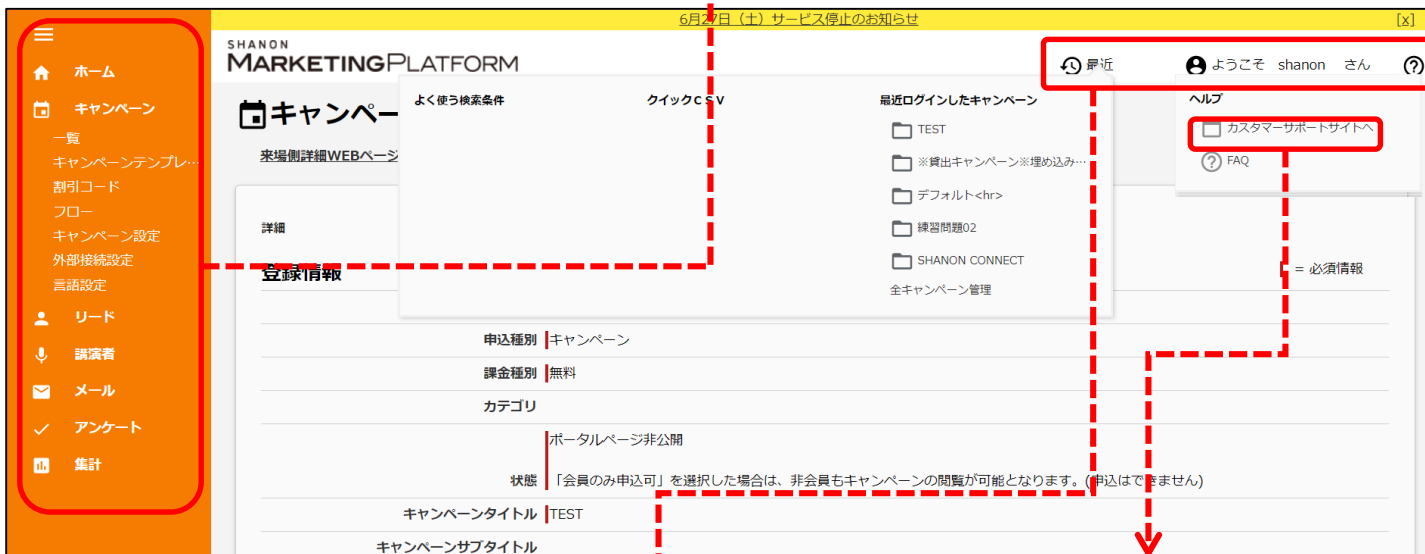 6月27日（土）サービス停止のお知らせ
[x]
ホーム
キャンペーン
一覧
キャンペーンテンプレ…
割引コード
フロー
キャンペーン設定
外部接続設定
言語設定
リード
講演者
メール
アンケート
集計
SHANON
MARKETINGPLATFORM
最近
ようこそ shanon さん
キャンペー
来場側詳細WEBページ
よく使う検索条件
クイックＣＳＶ
最近ログインしたキャンペーン
TEST
※貸出キャンペーン※埋め込み…
デフォルト<hr>
練習問題02
SHANON CONNECT
全キャンペーン管理
ヘルプ
カスタマーサポートサイトへ
FAQ
詳細
登録情報
= 必須情報
申込種別 キャンペーン
課金種別 無料
カテゴリ
ポータルページ非公開
状態 「会員のみ申込可」を選択した場合は、非会員もキャンペーンの閲覧が可能となります。(申込はできません)
キャンペーンタイトル TEST
キャンペーンサブタイトル